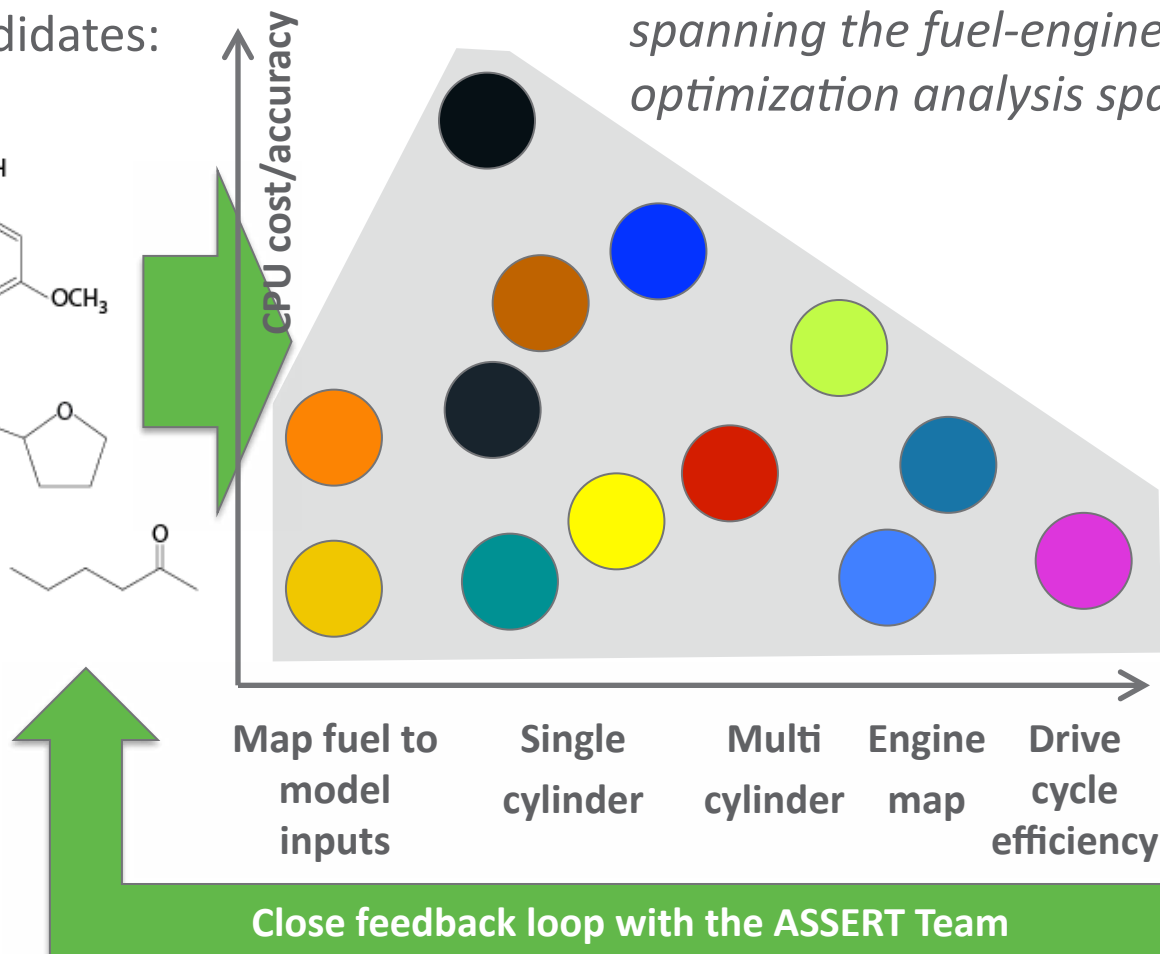 didates:
spanning the fuel-engine
optimization analysis spa
CPU cost/accuracy
H
OCH3
O
O
Map fuel to
model
inputs
Single
cylinder
Multi
cylinder
Engine
map
Drive
cycle
efficiency
Close feedback loop with the ASSERT Team